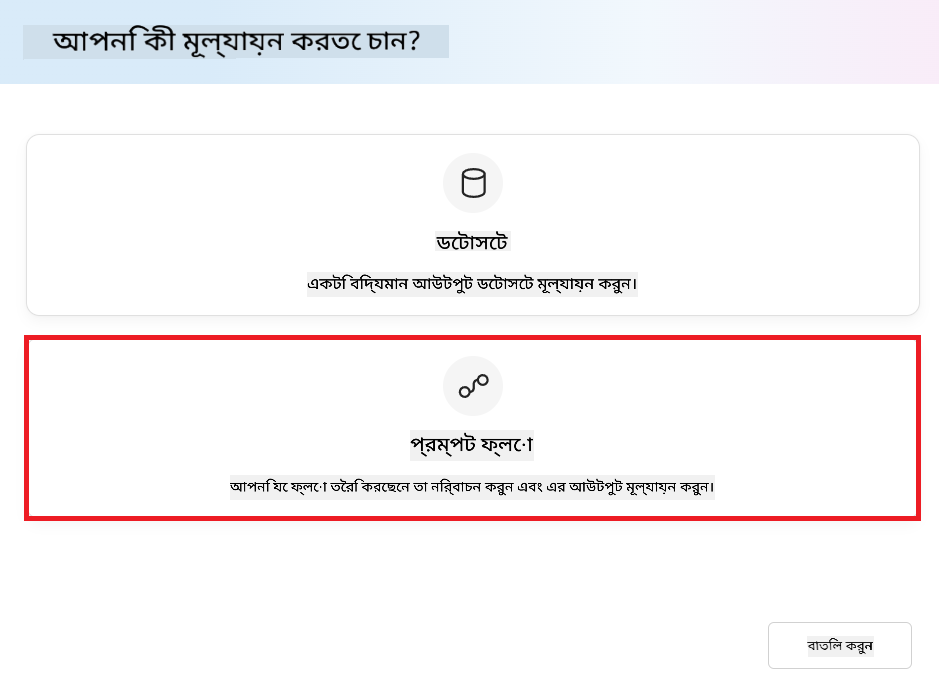 আপনি কী মূল্যায়ন করতে চান?
ডেটাসেট
একটি বিদ্যমান আউটপুট ডেটাসেট মূল্যায়ন করুন।
প্রম্পট ফ্লো
আপনি যে ফ্লো তৈরি করেছেন তা নির্বাচন করুন এবং এর আউটপুট মূল্যায়ন করুন।
বাতিল করুন